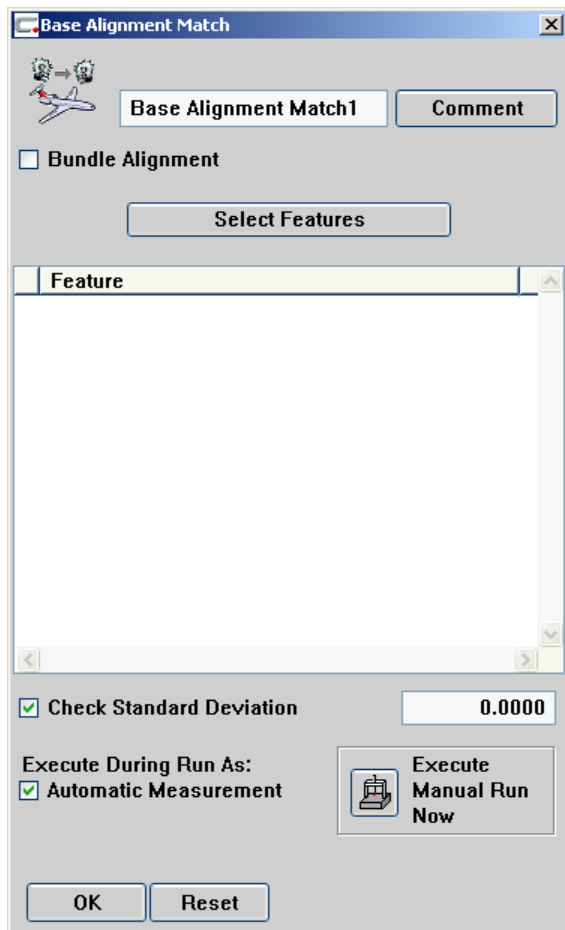 Base Alignment Match
Base Alignment Match1
Comment
Bundle Alignment
Select Features
Feature
Check Standard Deviation
0.0000
Execute During Run As:
Automatic Measurement
Execute
Manual Run
Now
OK
Reset